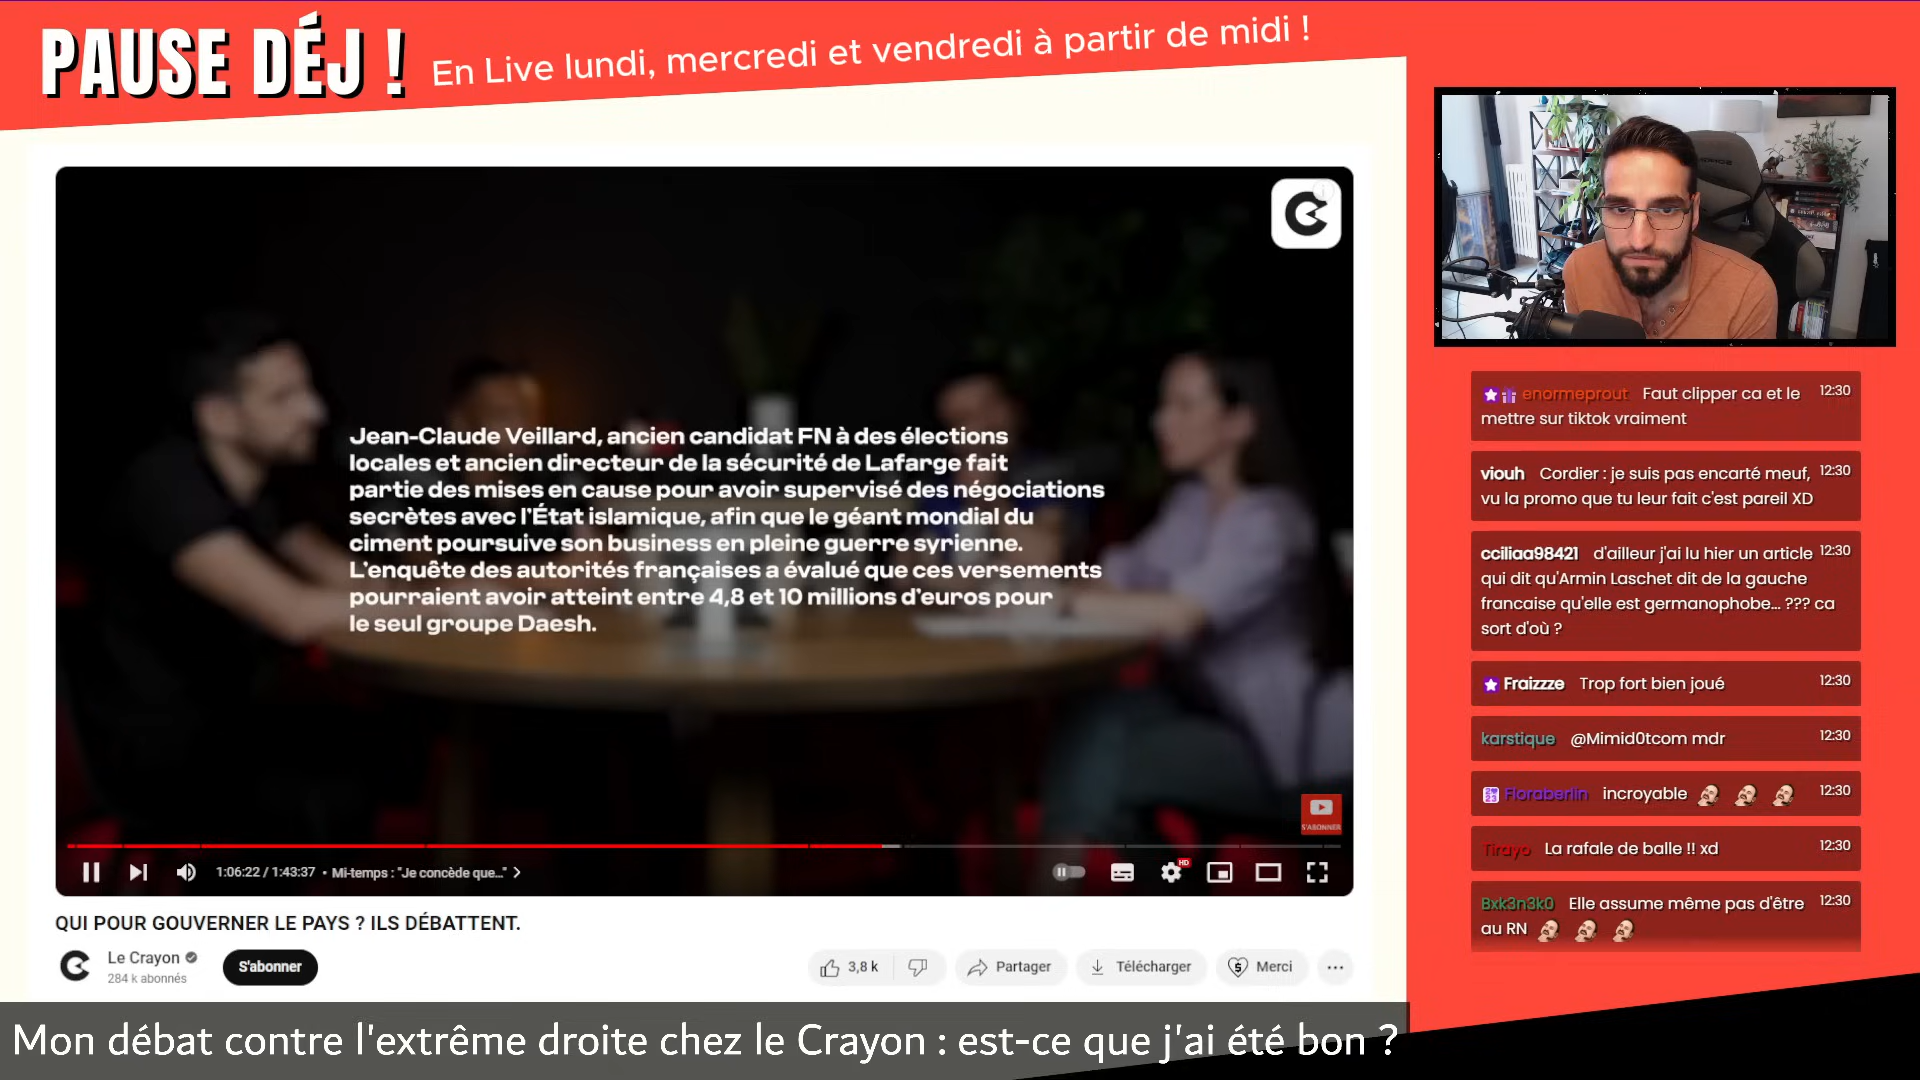 PAUSE DÉJ !
En Live lundi, mercredi et vendredi à partir de midi !
Jean-Claude Veillard, ancien candidat FN à des élections
locales et ancien directeur de la sécurité de Lafarge fait
partie des mises en cause pour avoir supervisé des négociations
secrètes avec l'État islamique, afin que le géant mondial du
ciment poursuive son business en pleine guerre syrienne.
L'enquête des autorités françaises a évalué que ces versements
pourraient avoir atteint entre 4,8 et 10 millions d'euros pour
le seul groupe Daesh.
S'ABONNER
1:06:22 / 1:43:37 • Mi-temps : "Je concède que..."
HD
QUI POUR GOUVERNER LE PAYS ? ILS DÉBATTENT.
Le Crayon
284 k abonnés
S'abonner
3,8 k
Partager
Télécharger
Merci
enormeprout Faut clipper ca et le 12:30
mettre sur tiktok vraiment
viouh Cordier : je suis pas encarté meuf, 12:30
vu la promo que tu leur fait c'est pareil XD
cciliaa98421 d'ailleur j'ai lu hier un article 12:30
qui dit qu'Armin Laschet dit de la gauche
francaise qu'elle est germanophobe... ??? ca
sort d'où ?
Fraizzze Trop fort bien joué 12:30
karstique @Mimid0tcom mdr 12:30
Floraberlin incroyable 12:30
Tirayo La rafale de balle !! xd 12:30
Bxk3n3k0 Elle assume même pas d'être 12:30
au RN
Mon débat contre l'extrême droite chez le Crayon : est-ce que j'ai été bon ?